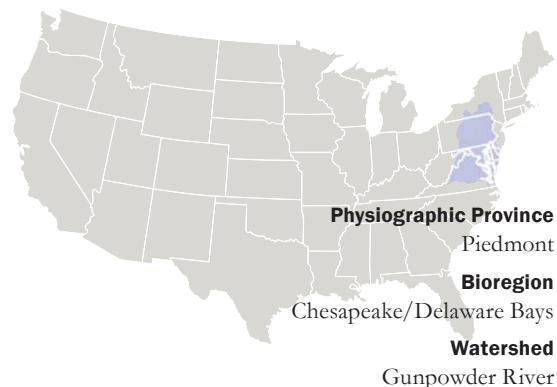 Physiographic Province
Piedmont
Bioregion
Chesapeake/Delaware Bays
Watershed
Gunpowder River